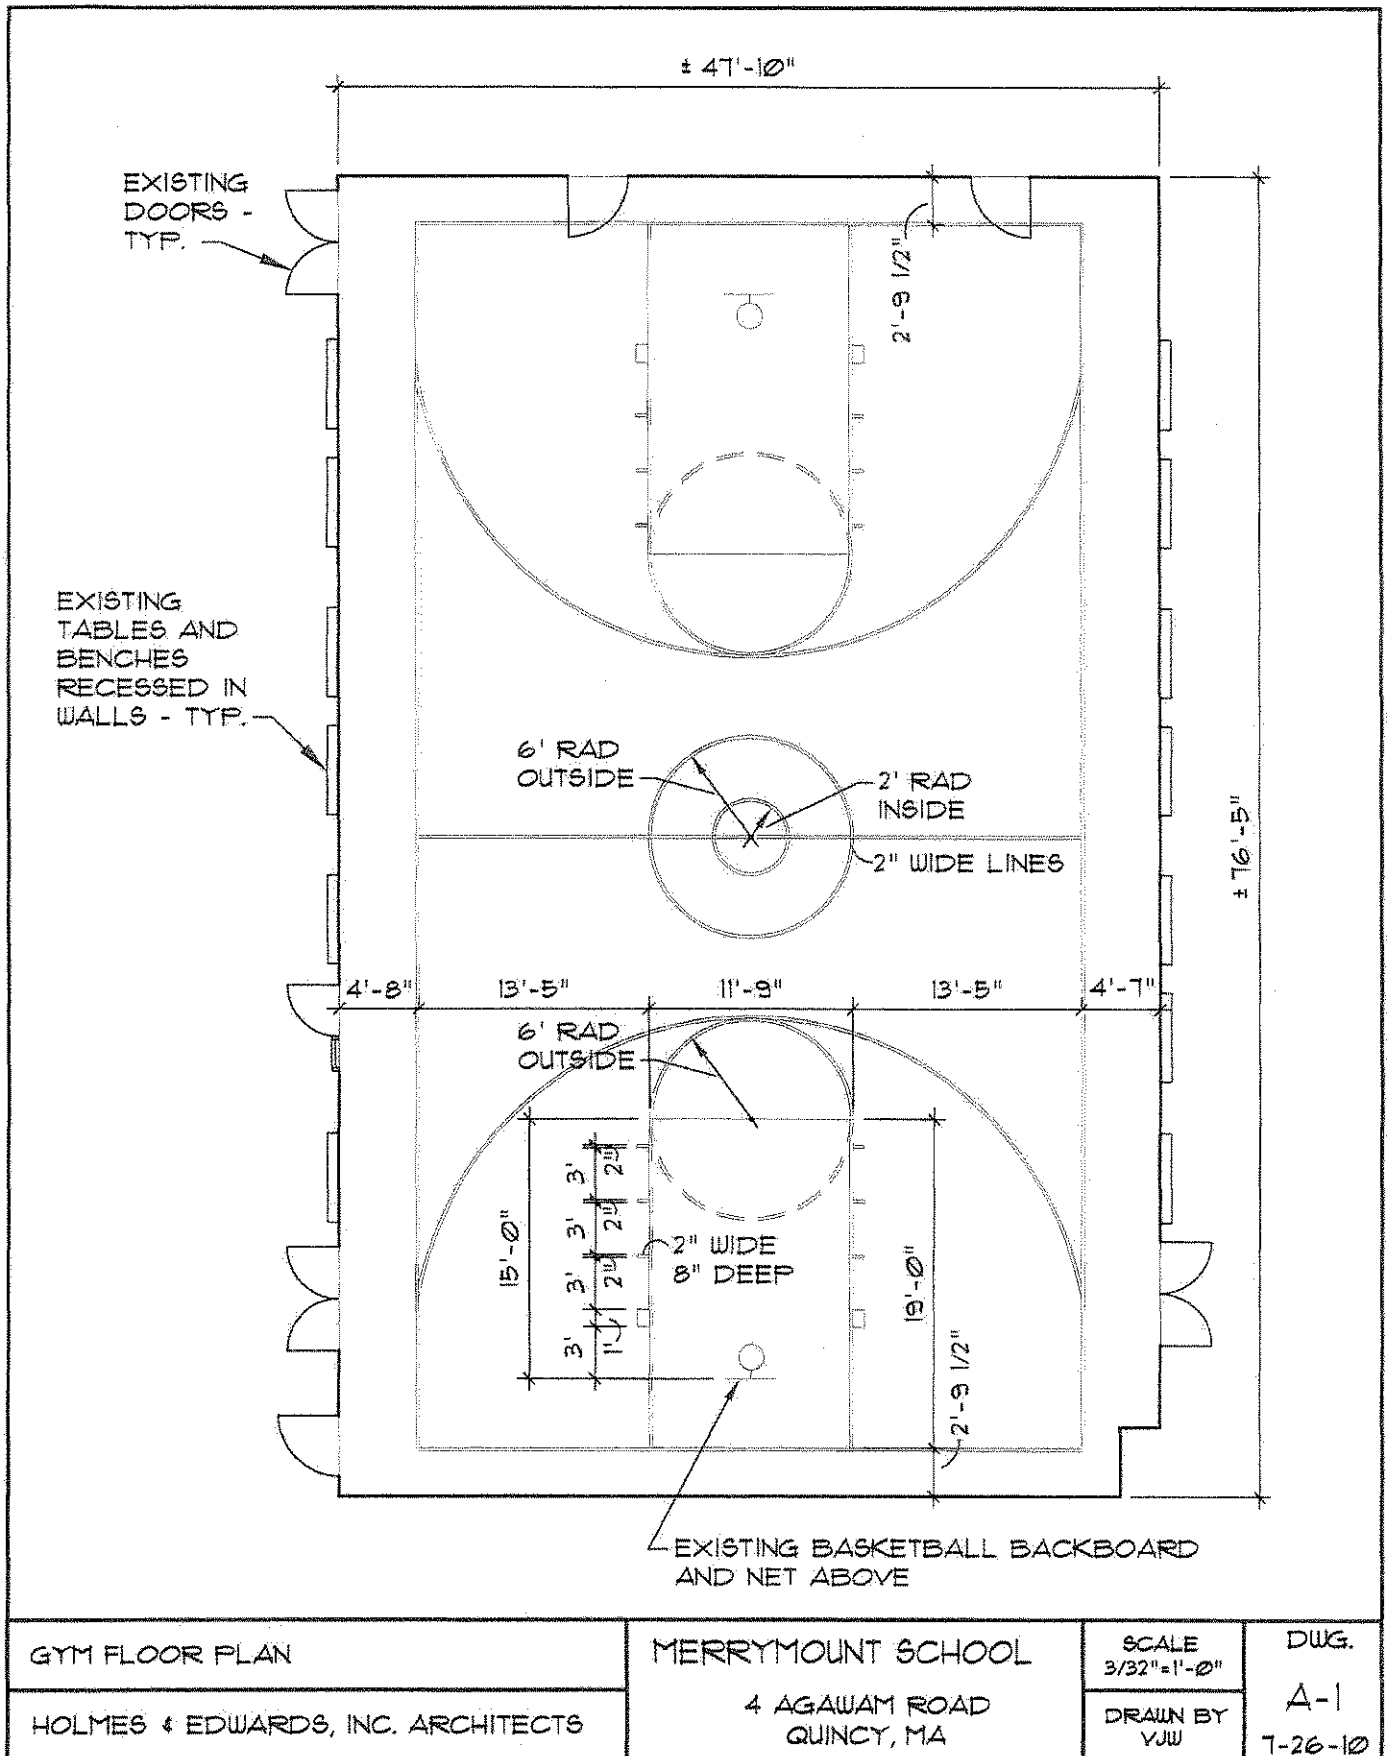 ± 47'-10"
EXISTING
DOORS -
TYP.
2'-9 1/2"
EXISTING
TABLES AND
BENCHES
RECESSED IN
WALLS - TYP.
6' RAD
OUTSIDE
2' RAD
INSIDE
2" WIDE LINES
± 76'-5"
4'-8"
13'-5"
11'-9"
13'-5"
4'-7"
6' RAD
OUTSIDE
3'
2"
3'
2"
15'-0"
2" WIDE
8" DEEP
3'
2"
19'-0"
3'
1'
2'-9 1/2"
EXISTING BASKETBALL BACKBOARD
AND NET ABOVE
GYM FLOOR PLAN
HOLMES & EDWARDS, INC. ARCHITECTS
MERRYMOUNT SCHOOL
4 AGAWAM ROAD
QUINCY, MA
SCALE
3/32"=1'-0"
DRAWN BY
VJW
DWG.
A-1
7-26-10